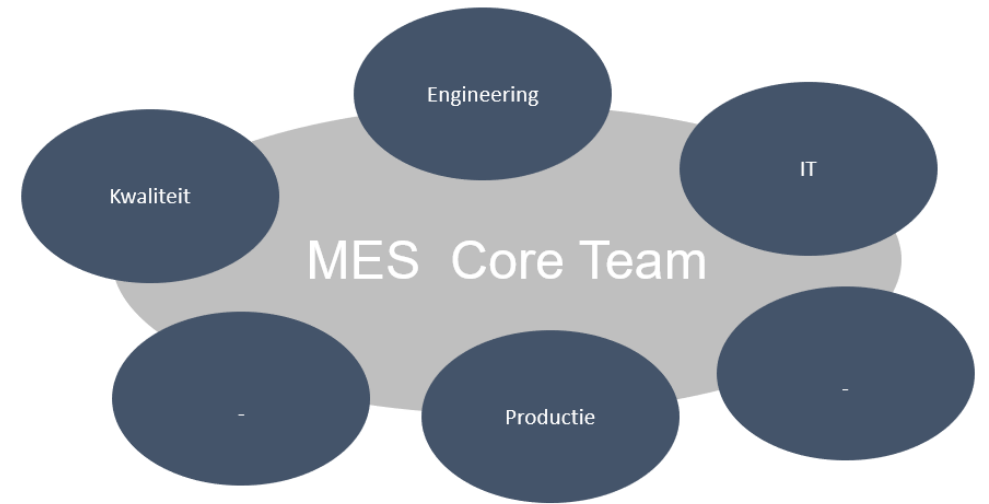 Engineering
IT
Kwaliteit
MES Core Team
-
-
Productie